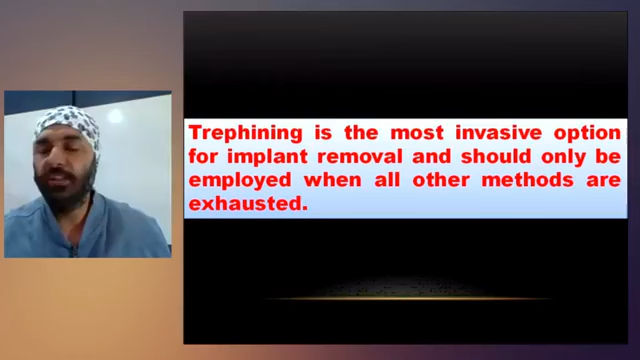 Trephining is the most invasive option
for implant removal and should only be
employed when all other methods are
exhausted.